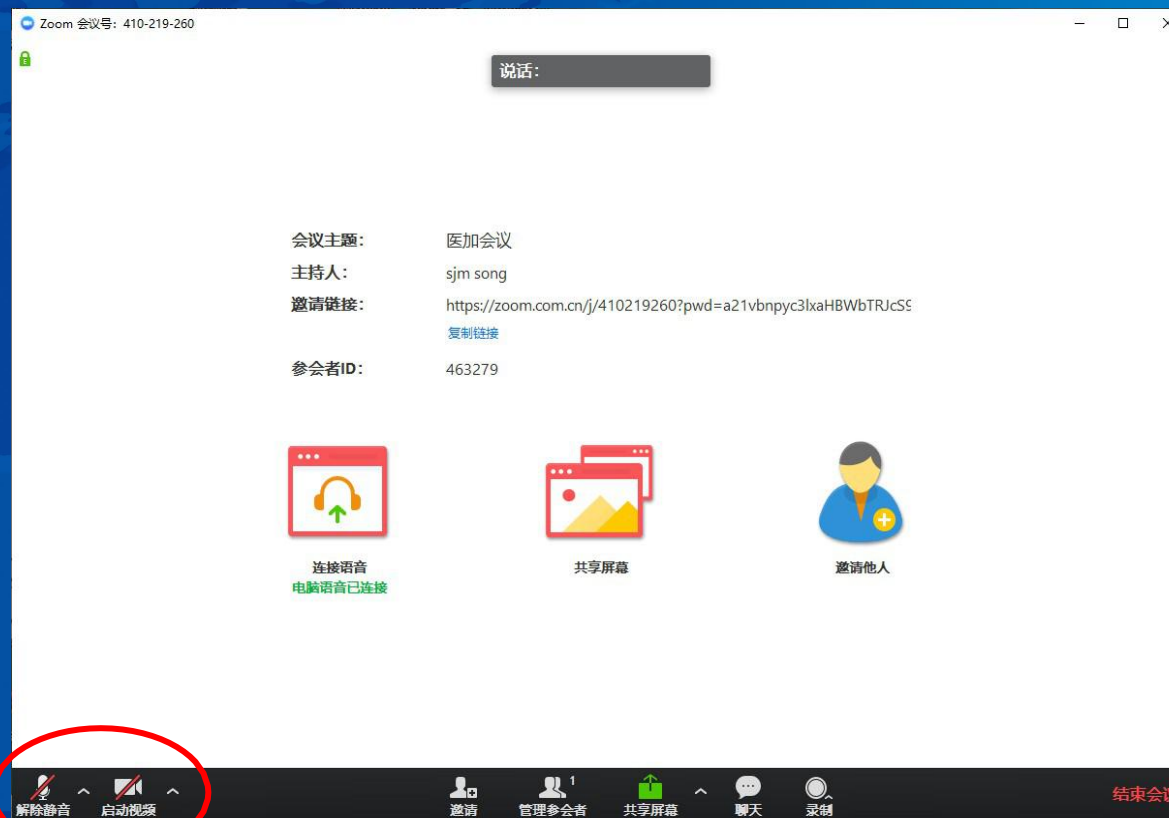 Zoom 会议号：410-219-260
说话：
会议主题： 医加会议
主持人： sjm song
邀请链接： https://zoom.com.cn/j/410219260?pwd=a21vbnpyc3lxaHBWbTRJcS9
复制链接
参会者ID： 463279
连接语音 共享屏幕 邀请他人
电脑语音已连接
1
解除静音 启动视频 邀请 管理参会者 共享屏幕 聊天 录制 结束会议